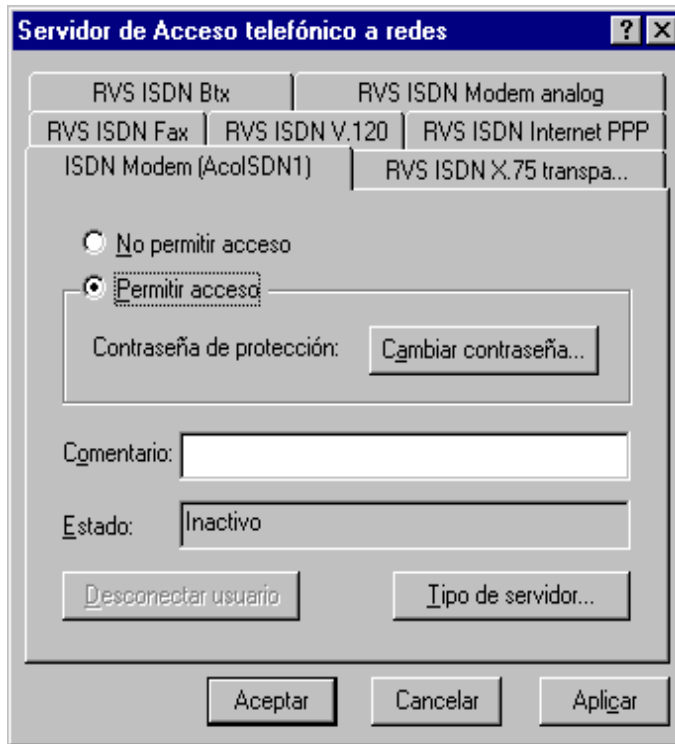 Servidor de Acceso telefónico a redes
RVS ISDN Btx RVS ISDN Modem analog
RVS ISDN Fax RVS ISDN V.120 RVS ISDN Internet PPP
ISDN Modem (AcoISDN1) RVS ISDN X.75 transpa...
No permitir acceso
Permitir acceso
Contraseña de protección: Cambiar contraseña...
Comentario:
Estado: Inactivo
Desconectar usuario Tipo de servidor...
Aceptar Cancelar Aplicar